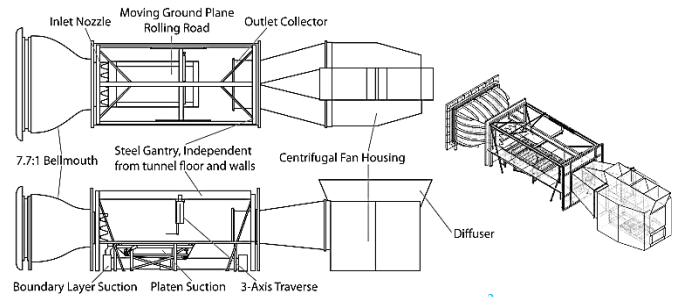 Moving Ground Plane
Rolling Road
Inlet Nozzle
Outlet Collector
Steel Gantry, Independent
from tunnel floor and walls
7.7:1 Bellmouth
Centrifugal Fan Housing
Diffuser
Boundary Layer Suction
Platen Suction
3-Axis Traverse